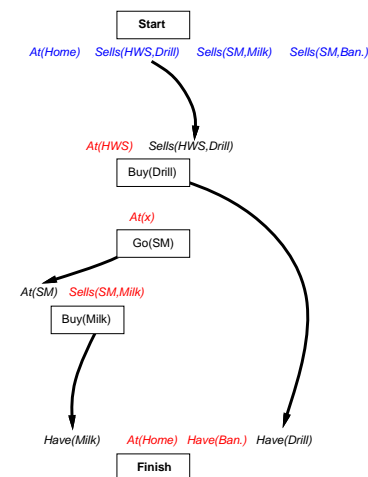 Start
At(Home) Sells(HWS,Drill) Sells(SM,Milk) Sells(SM,Ban.)
At(HWS) Sells(HWS,Drill)
Buy(Drill)
At(x)
Go(SM)
At(SM) Sells(SM,Milk)
Buy(Milk)
Have(Milk) At(Home) Have(Ban.) Have(Drill)
Finish